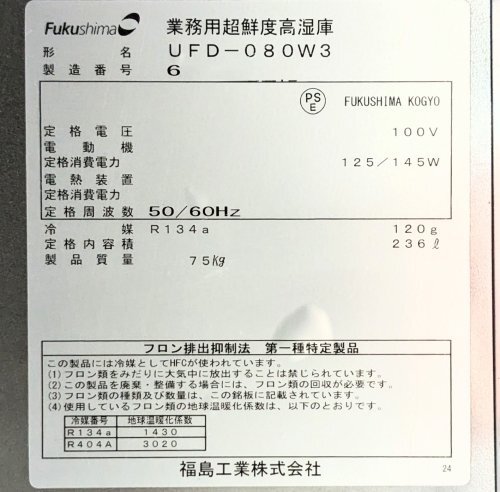 Fukushima 業務用超鮮度高湿庫
形名 UFD-080W3
製造番号 6
PS E FUKUSHIMA KOGYO
定格電圧 100V
電動機
定格消費電力 125/145W
電熱装置
定格消費電力
定格周波数 50/60Hz
冷媒 R134a 120g
定格内容積 236ℓ
製品質量 75kg
フロン排出抑制法 第一種特定製品
この製品には冷媒としてHFCが使われています。
(1)フロン類をみだりに大気中に放出することは禁じられています。
(2)この製品を廃棄・整備する場合には、フロン類の回収が必要です。
(3)フロン類の種類及び数量は、この銘板に記載されています。
(4)使用しているフロン類の地球温暖化係数は、以下のとおりです。
冷媒番号 地球温暖化係数
R134a 1430
R404A 3020
福島工業株式会社 24